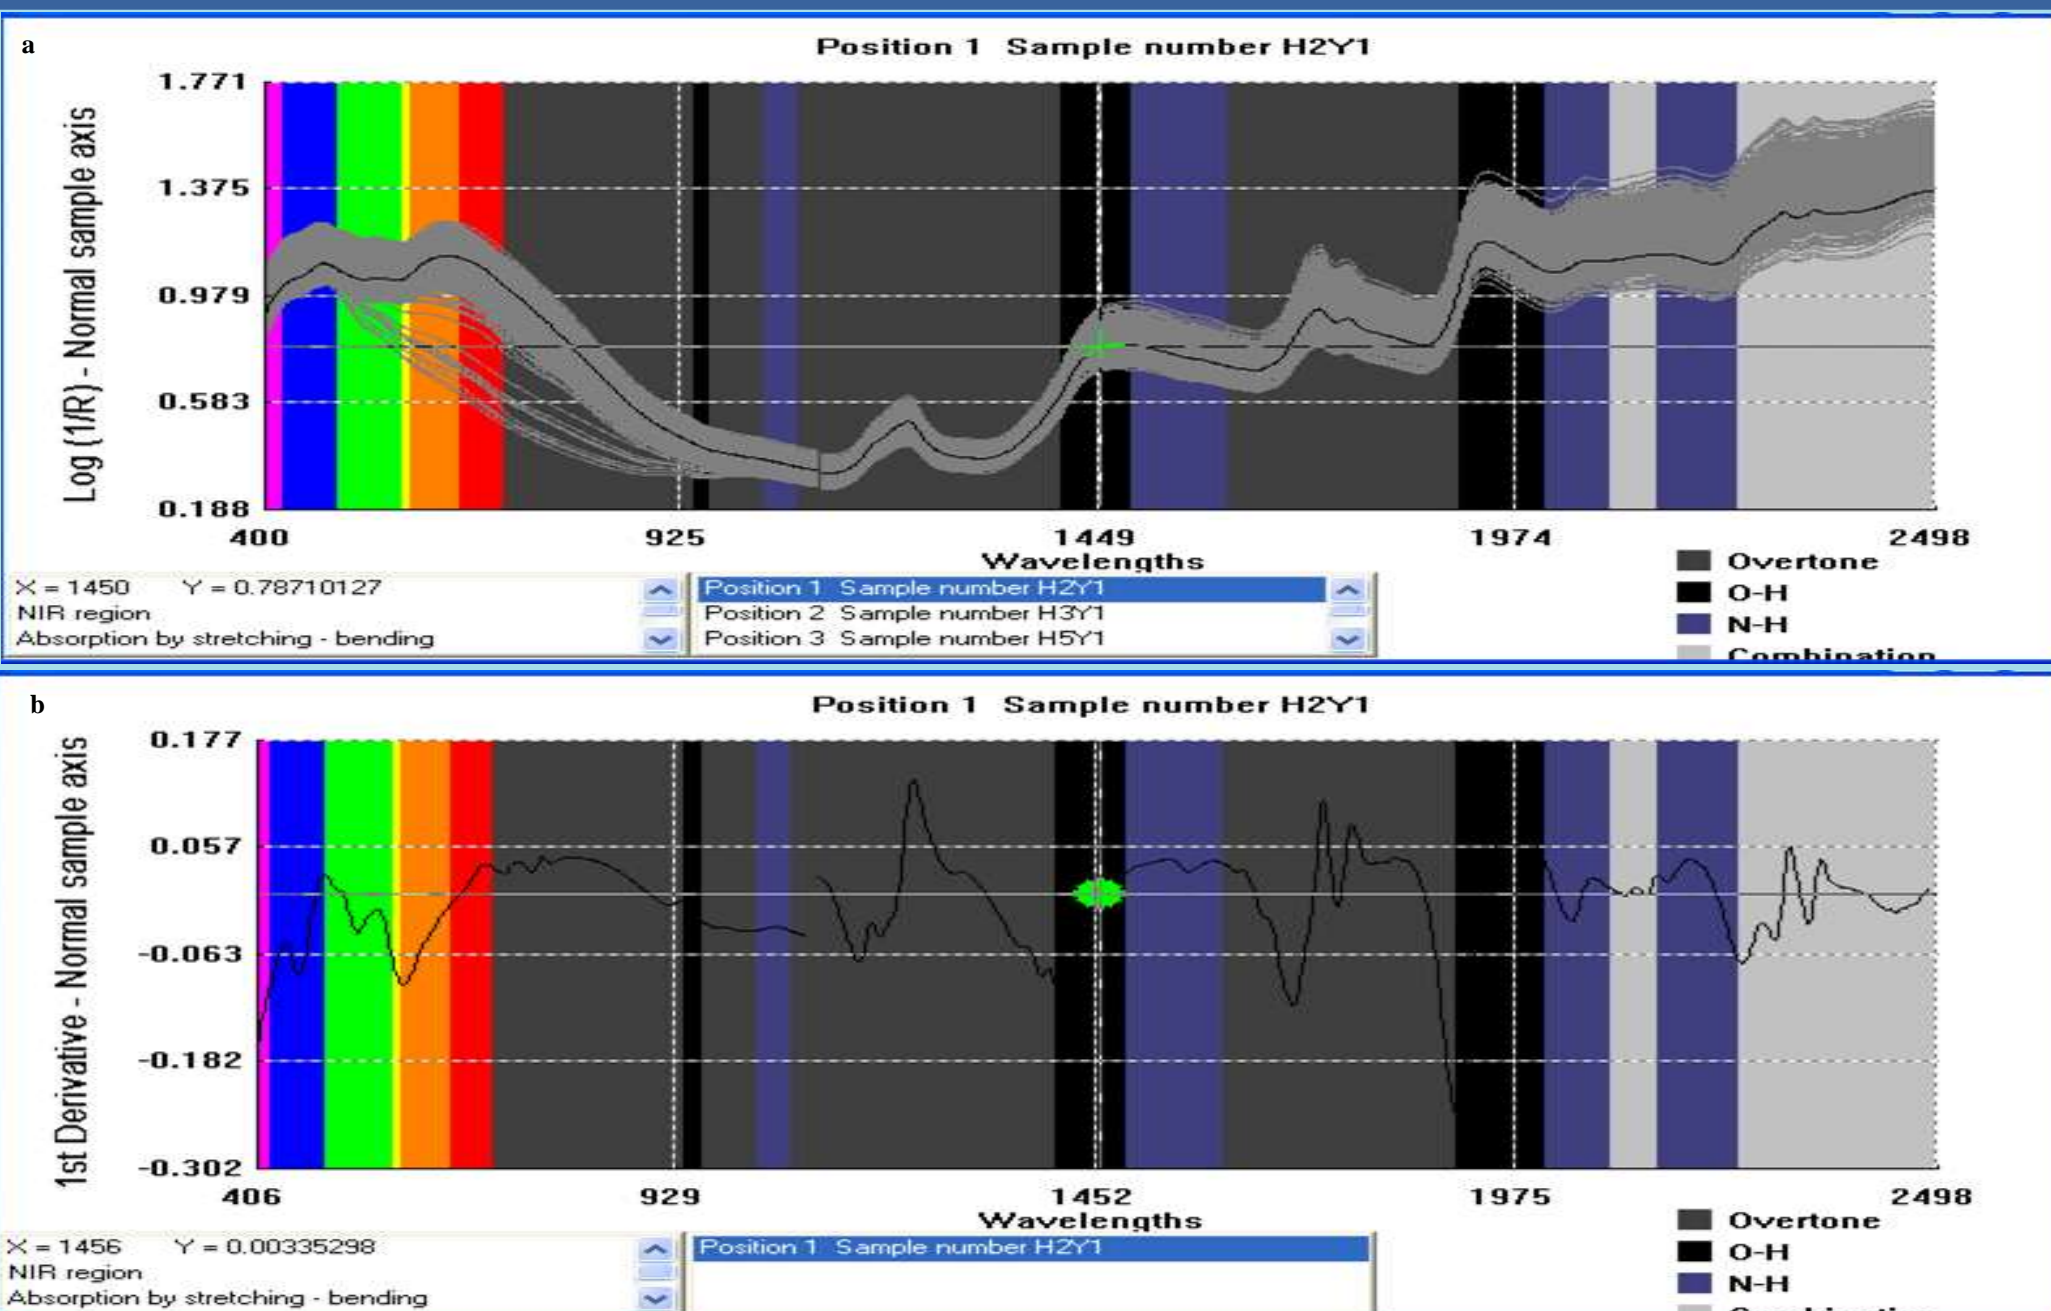 a
Position 1 Sample number H2Y1
Log (1/R) - Normal sample axis
1.771
1.375
0.979
0.583
0.188
400 925 1449 1974 2498
Wavelengths
X = 1450 Y = 0.78710127
NIR region
Absorption by stretching - bending
Position 1 Sample number H2Y1
Position 2 Sample number H3Y1
Position 3 Sample number H5Y1
Overtone
O-H
N-H
Combination
b
Position 1 Sample number H2Y1
1st Derivative - Normal sample axis
0.177
0.057
-0.063
-0.182
-0.302
406 929 1452 1975 2498
Wavelengths
X = 1456 Y = 0.00335298
NIR region
Absorption by stretching - bending
Position 1 Sample number H2Y1
Overtone
O-H
N-H